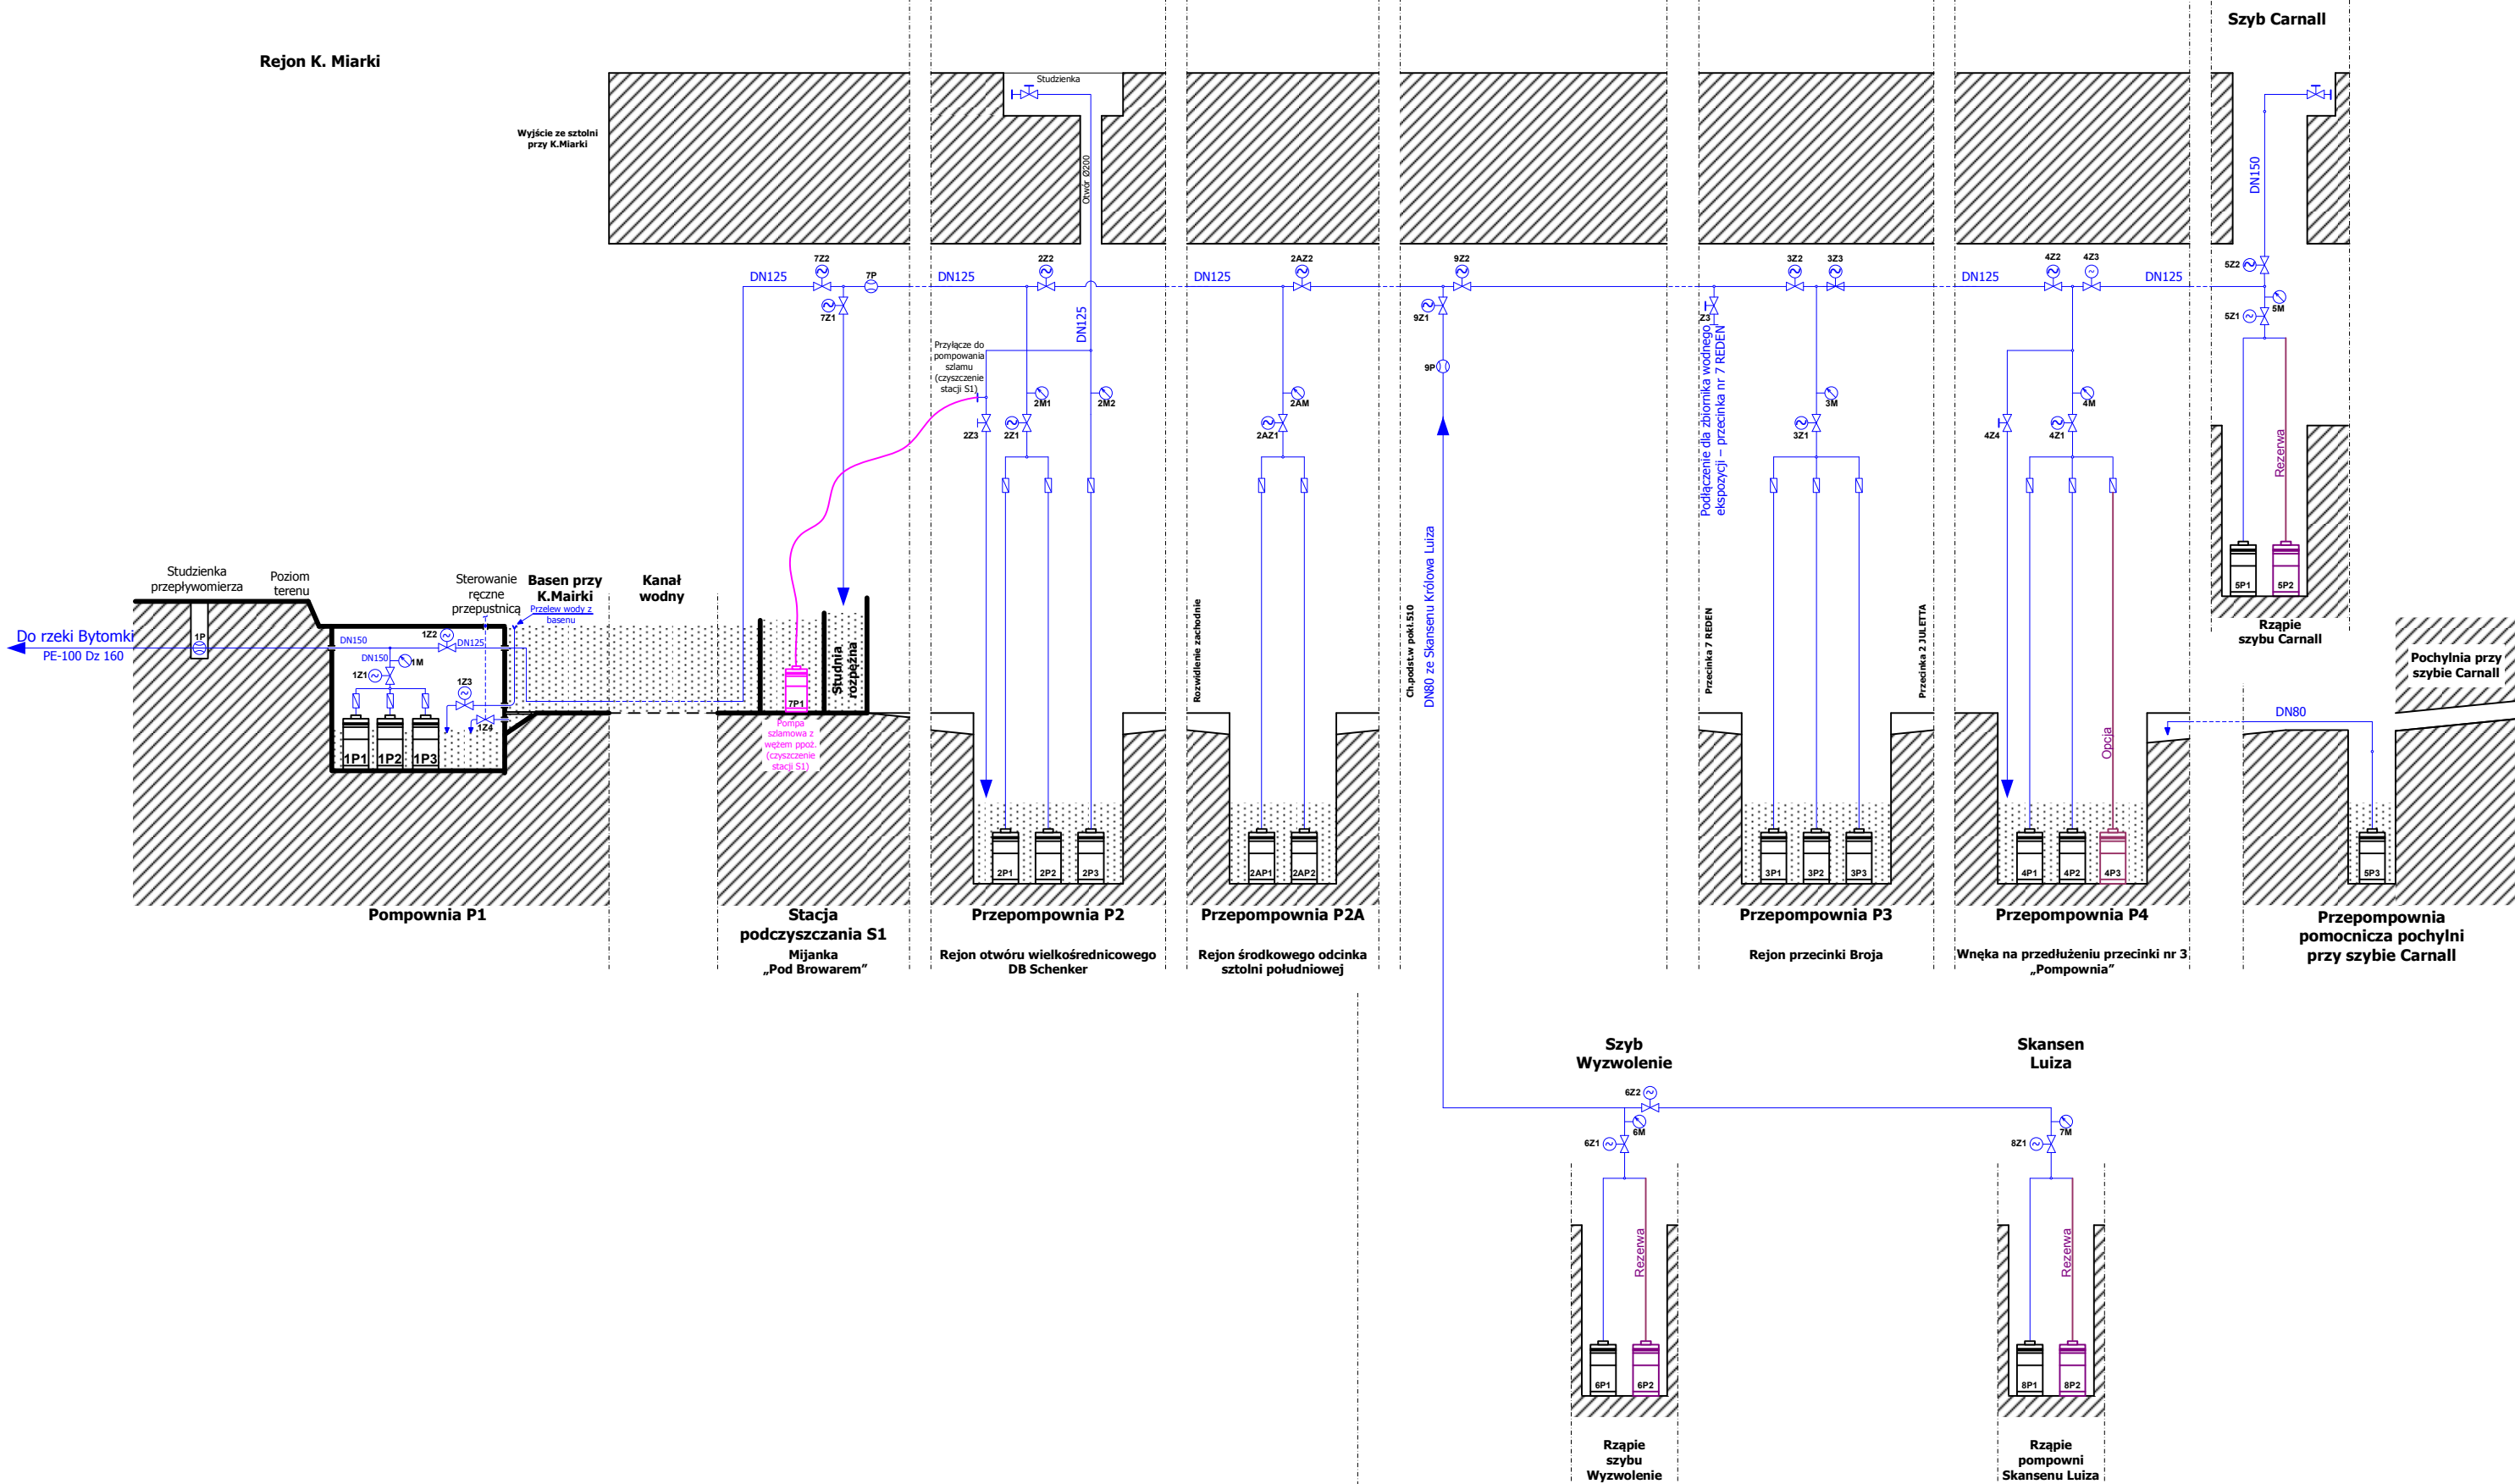 Szyb Carnall
Rejon K. Miarki
Studzienka
Wyjście ze sztolni
przy K.Miarki
Otwór Ø200
DN150
7Z2
7P
2Z2
2AZ2
9Z2
3Z2
3Z3
4Z2
4Z3
5Z2
DN125
DN125
DN125
DN125
DN125
7Z1
9Z1
Z3
5M
5Z1
DN125
Przyłącze do
pompowania
szlamu
(czyszczenie
stacji S1)
9P
Podłączenie dla zbiornika wodnego
ekspozycji – przecinka nr 7 REDEN
2M1
2M2
2AM
3M
4M
2Z3
2Z1
2AZ1
3Z1
4Z4
4Z1
Rezerwa
DN80 ze Skansenu Królowa Luiza
5P1
5P2
Rząpie
szybu Carnall
Studzienka
przepływomierza
Poziom
terenu
Sterowanie
ręczne
przepustnicą
Basen przy
K.Mairki
Przelew wody z
basenu
Kanał
wodny
Rozwidlenie zachodnie
Ch.podst.w pokł.510
Przecinka 7 REDEN
Przecinka 2 JULETTA
Do rzeki Bytomki
PE-100 Dz 160
1P
DN150
1Z2
DN125
DN150
1M
1Z1
1Z3
1Z4
1P1
1P2
1P3
Studnia
rozpężna
7P1
Pompa
szlamowa z
wężem ppoż.
(czyszczenie
stacji S1)
Pochylnia przy
szybie Carnall
DN80
Opcja
2P1
2P2
2P3
2AP1
2AP2
3P1
3P2
3P3
4P1
4P2
4P3
5P3
Pompownia P1
Stacja
podczyszczania S1
Mijanka
„Pod Browarem”
Przepompownia P2
Rejon otwóru wielkośrednicowego
DB Schenker
Przepompownia P2A
Rejon środkowego odcinka
sztolni południowej
Przepompownia P3
Rejon przecinki Broja
Przepompownia P4
Wnęka na przedłużeniu przecinki nr 3
„Pompownia”
Przepompownia
pomocnicza pochylni
przy szybie Carnall
Szyb
Wyzwolenie
Skansen
Luiza
6Z2
6M
7M
6Z1
8Z1
Rezerwa
Rezerwa
6P1
6P2
8P1
8P2
Rząpie
szybu
Wyzwolenie
Rząpie
pompowni
Skansenu Luiza